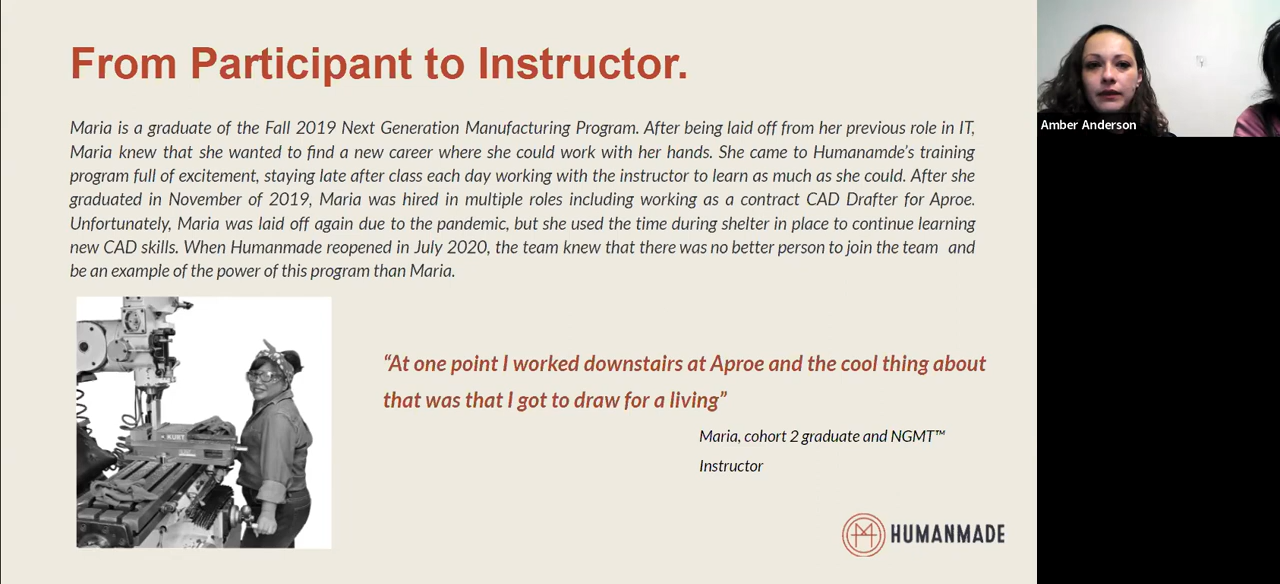 From Participant to Instructor.
Maria is a graduate of the Fall 2019 Next Generation Manufacturing Program. After being laid off from her previous role in IT,
Maria knew that she wanted to find a new career where she could work with her hands. She came to Humanamde’s training
program full of excitement, staying late after class each day working with the instructor to learn as much as she could. After she
graduated in November of 2019, Maria was hired in multiple roles including working as a contract CAD Drafter for Aproe.
Unfortunately, Maria was laid off again due to the pandemic, but she used the time during shelter in place to continue learning
new CAD skills. When Humanmade reopened in July 2020, the team knew that there was no better person to join the team  and
be an example of the power of this program than Maria.
“At one point I worked downstairs at Aproe and the cool thing about
that was that I got to draw for a living”
Maria, cohort 2 graduate and NGMT™
Instructor
KURT
HUMANMADE
Amber Anderson